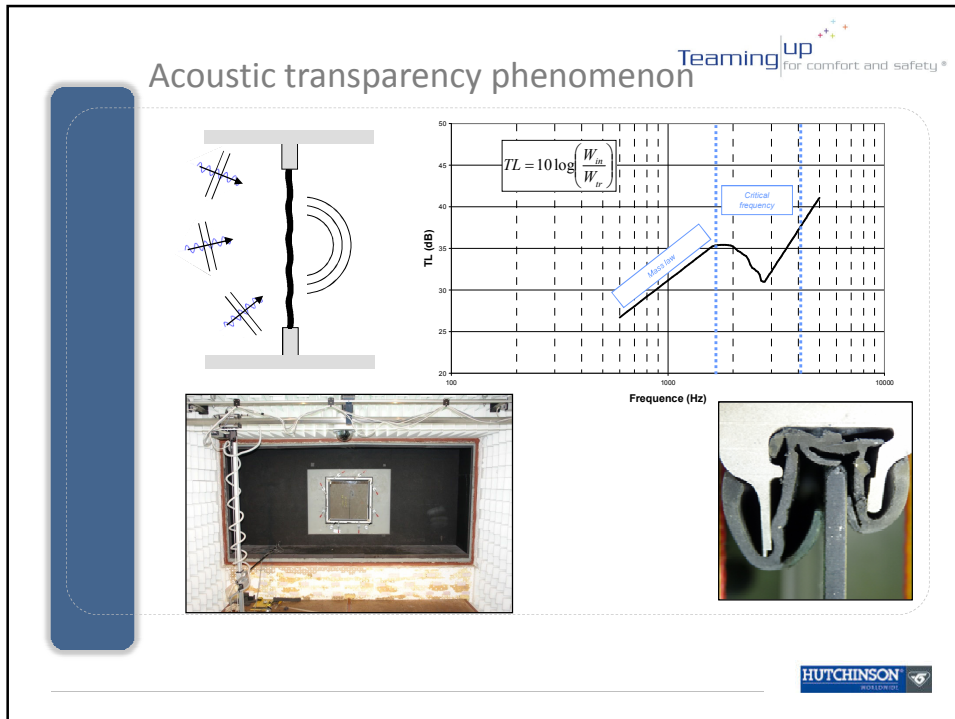 Acoustic transparency phenomenon
Teaming up
for comfort and safety ®
TL = 10 log(W_in / W_tr)
Mass law
Critical
frequency
TL (dB)
50
45
40
35
30
25
20
100
1000
10000
Frequence (Hz)
HUTCHINSON®
WORLDWIDE